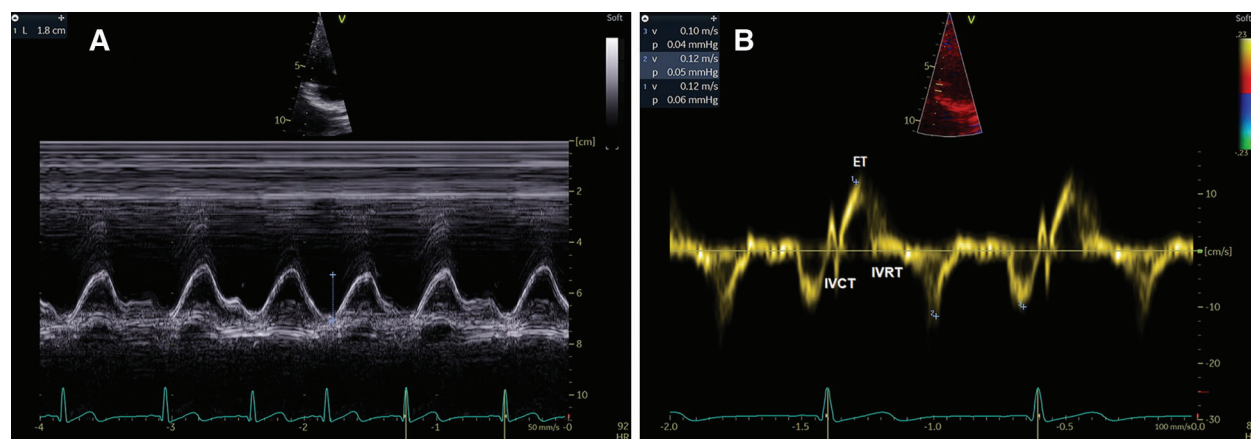 1 L 1.8 cm
A
V
Soft
5
10
[cm]
2
4
6
8
10
-4
-3
-2
-1
50 mm/s
-0
92
HR
3 v 0.10 m/s
p 0.04 mmHg
2 v 0.12 m/s
p 0.05 mmHg
1 v 0.12 m/s
p 0.06 mmHg
B
V
Soft
.23
-.23
5
10
ET
1
10
[cm/s]
IVCT
IVRT
2
-10
-20
-30
-2.0
-1.5
-1.0
-0.5
100 mm/s
0.0
HR